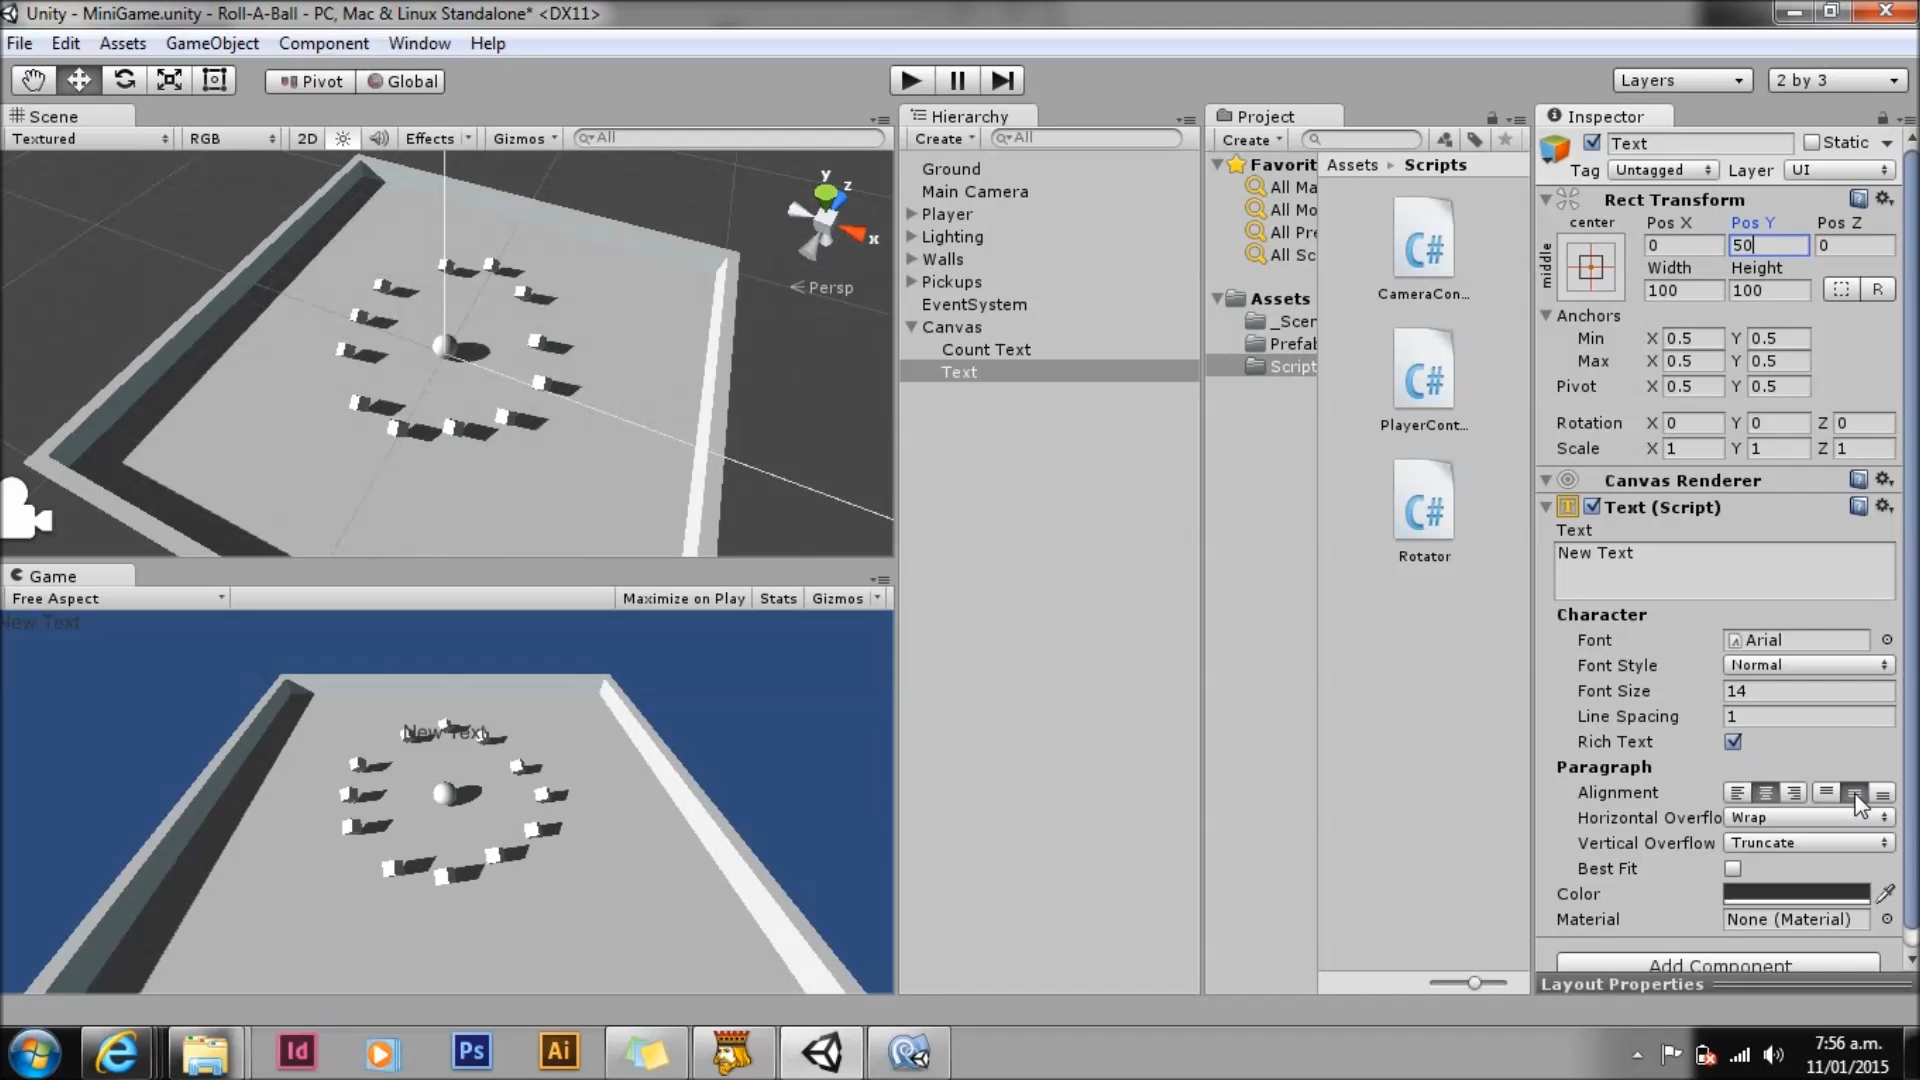 Unity - MiniGame.unity - Roll-A-Ball - PC, Mac & Linux Standalone* <DX11>
File Edit Assets GameObject Component Window Help
Pivot Global Layers 2 by 3
Scene
Textured RGB 2D Effects Gizmos All
y
z
x
Persp
Game
Free Aspect Maximize on Play Stats Gizmos
New Text
New Text
Hierarchy
Create All
Ground
Main Camera
Player
Lighting
Walls
Pickups
EventSystem
Canvas
Count Text
Text
Project
Create
Favorit
All Ma
All Mo
All Pre
All Sc
Assets
_Scen
Prefab
Script
Assets Scripts
C#
CameraCon...
C#
PlayerCont...
C#
Rotator
Inspector
Text Static
Tag Untagged Layer UI
Rect Transform
center Pos X Pos Y Pos Z
middle 0 50 0
Width Height
100 100 R
Anchors
Min X 0.5 Y 0.5
Max X 0.5 Y 0.5
Pivot X 0.5 Y 0.5
Rotation X 0 Y 0 Z 0
Scale X 1 Y 1 Z 1
Canvas Renderer
T Text (Script)
Text
New Text
Character
Font Arial
Font Style Normal
Font Size 14
Line Spacing 1
Rich Text
Paragraph
Alignment
Horizontal Overflo Wrap
Vertical Overflow Truncate
Best Fit
Color
Material None (Material)
Add Component
Layout Properties
Id Ps Ai
7:56 a.m.
11/01/2015